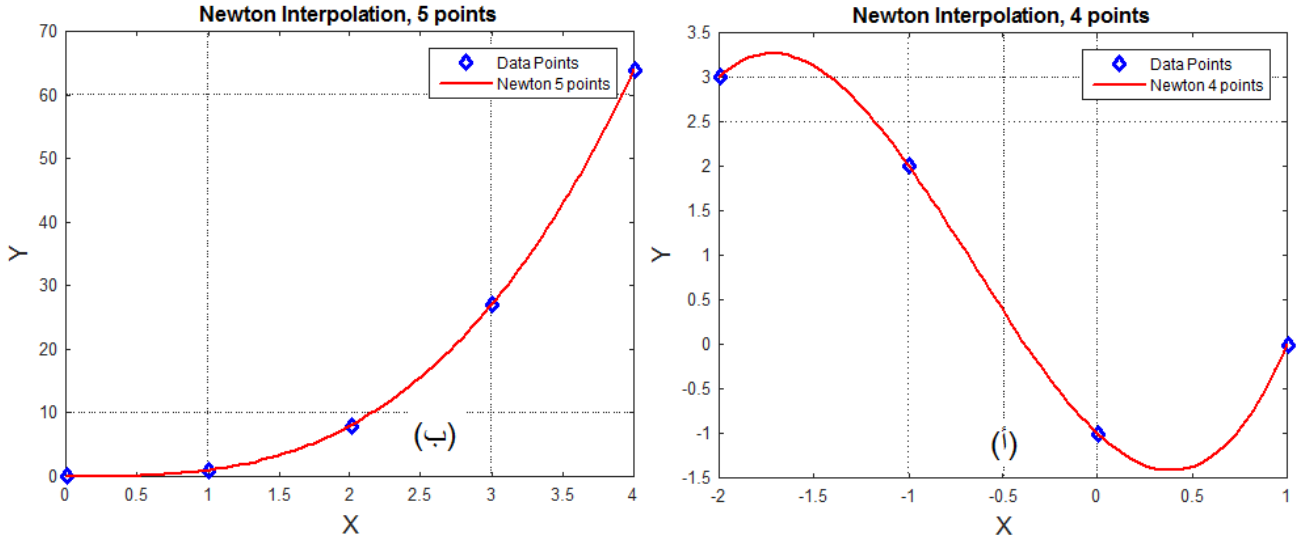 Newton Interpolation, 5 points
70
60
50
40
30
20
10
0
Y
Data Points
Newton 5 points
(ب)
0 0.5 1 1.5 2 2.5 3 3.5 4
X
Newton Interpolation, 4 points
3.5
3
2.5
2
1.5
1
0.5
0
-0.5
-1
-1.5
Y
Data Points
Newton 4 points
(أ)
-2 -1.5 -1 -0.5 0 0.5 1
X